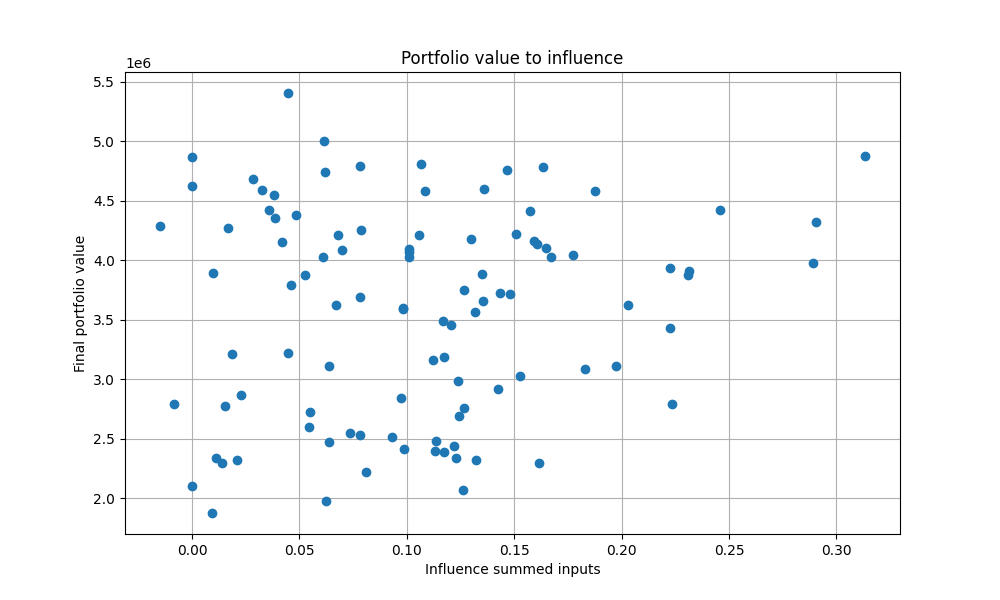 Portfolio value to influence
1e6
5.5
5.0
4.5
4.0
3.5
3.0
2.5
2.0
Final portfolio value
0.00 0.05 0.10 0.15 0.20 0.25 0.30
Influence summed inputs